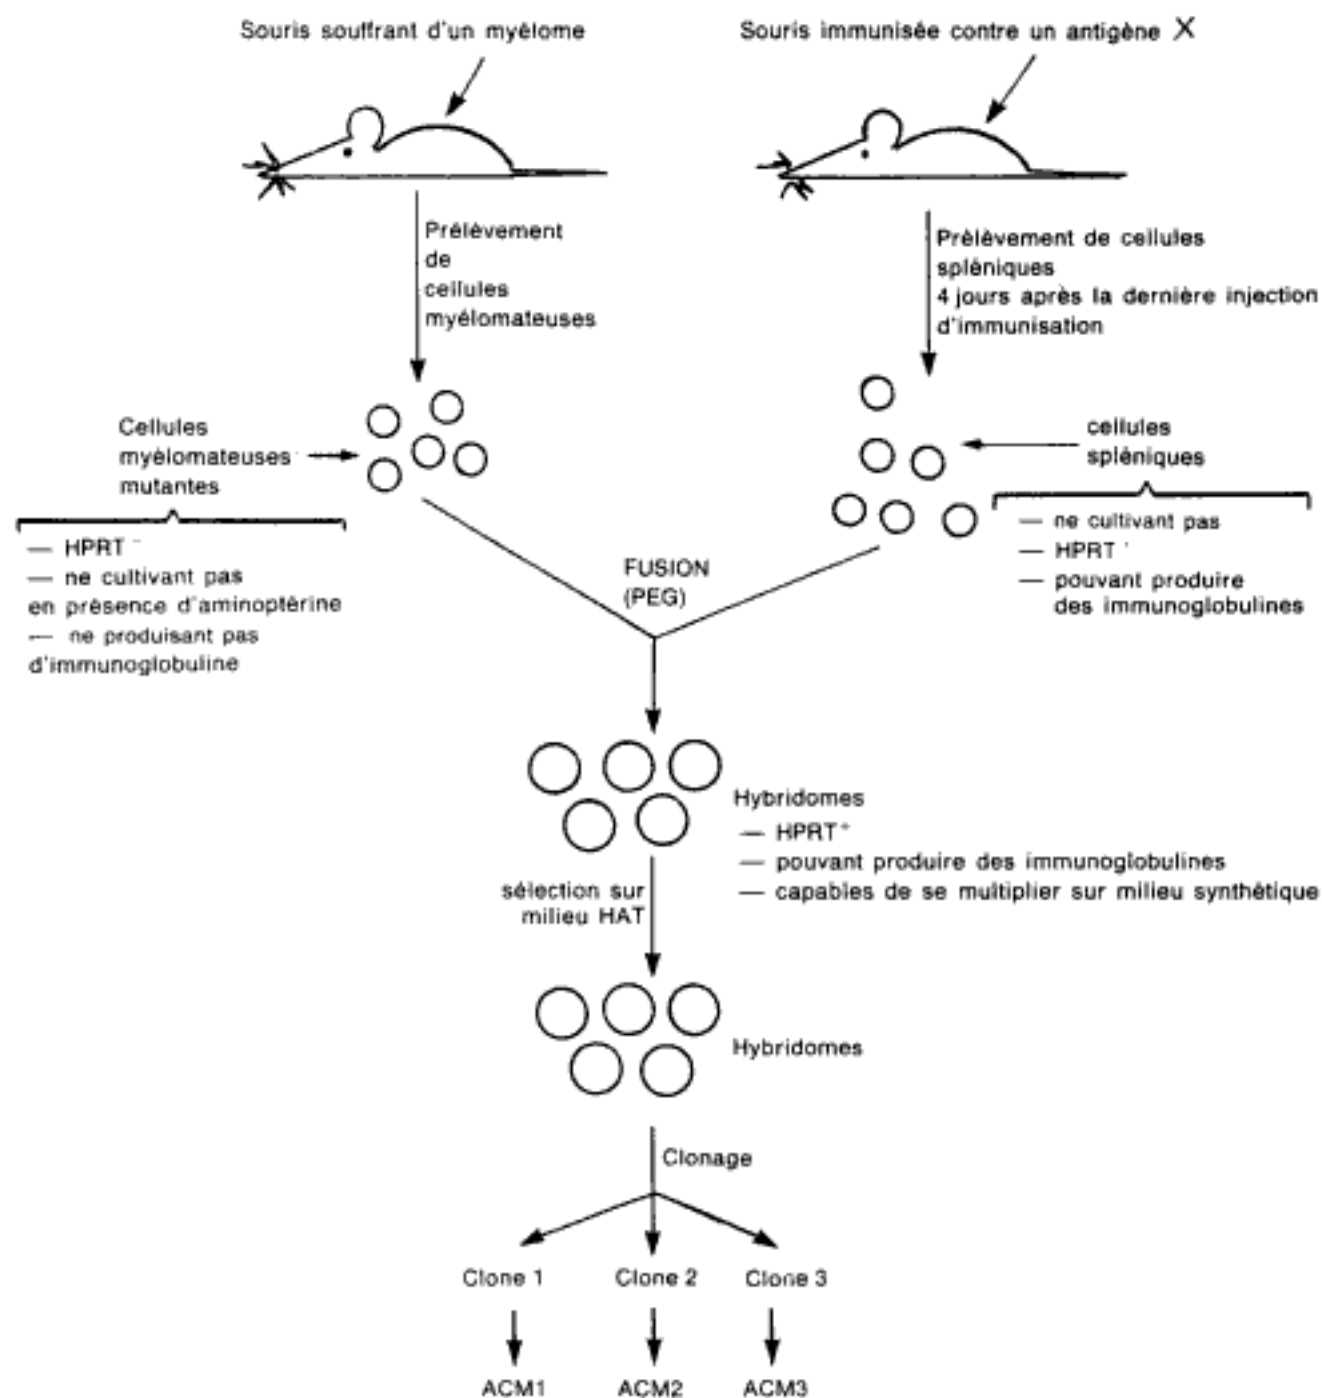 Souris souffrant d'un myélome
Souris immunisée contre un antigène X
Prélèvement
de
cellules
myélomateuses
Prélèvement de cellules
spléniques
4 jours après la dernière injection
d'immunisation
Cellules
myélomateuses
mutantes
cellules
spléniques
— HPRT⁻
— ne cultivant pas
en présence d'aminoptérine
— ne produisant pas
d'immunoglobuline
— ne cultivant pas
— HPRT
— pouvant produire
des immunoglobulines
FUSION
(PEG)
Hybridomes
— HPRT⁺
— pouvant produire des immunoglobulines
— capables de se multiplier sur milieu synthétique
sélection sur
milieu HAT
Hybridomes
Clonage
Clone 1 Clone 2 Clone 3
ACM1 ACM2 ACM3